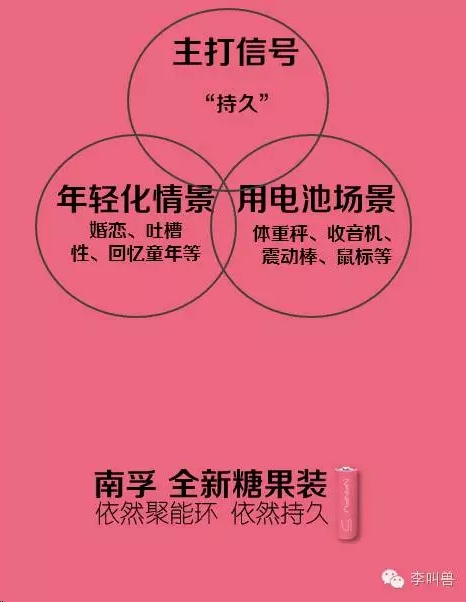 主打信号
“持久”
年轻化情景
婚恋、吐槽
性、回忆童年等
用电池场景
体重秤、收音机、
震动棒、鼠标等
南孚 全新糖果装
依然聚能环 依然持久
李叫兽